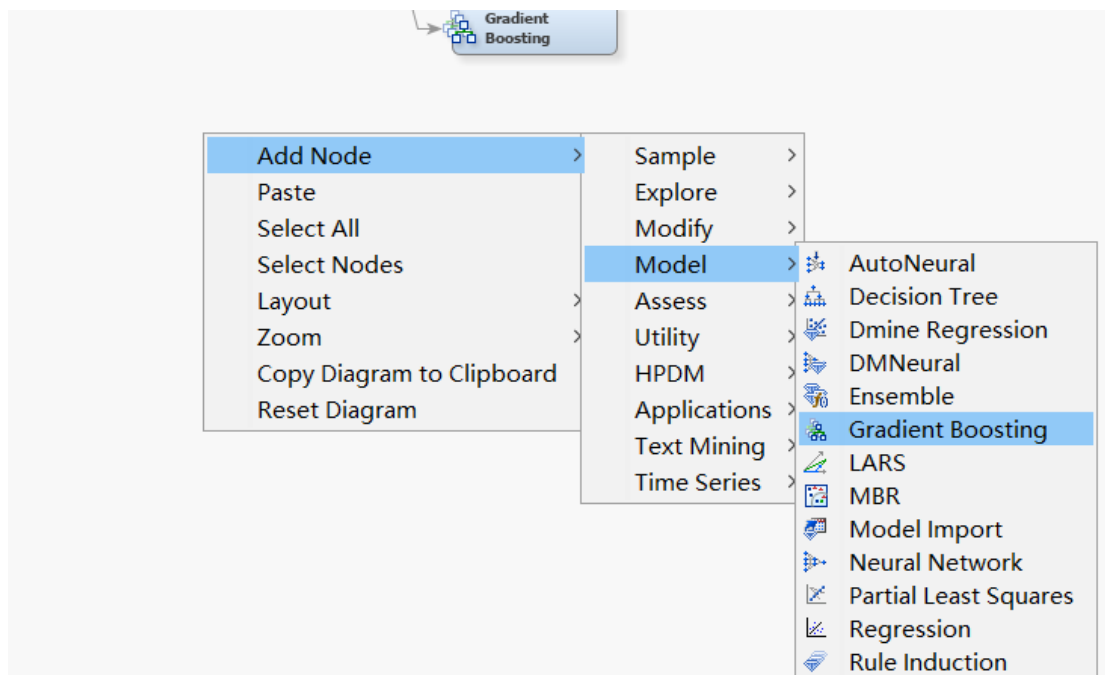 Gradient
Boosting
Add Node
Paste
Select All
Select Nodes
Layout
Zoom
Copy Diagram to Clipboard
Reset Diagram
Sample
Explore
Modify
Model
Assess
Utility
HPDM
Applications
Text Mining
Time Series
AutoNeural
Decision Tree
Dmine Regression
DMNeural
Ensemble
Gradient Boosting
LARS
MBR
Model Import
Neural Network
Partial Least Squares
Regression
Rule Induction